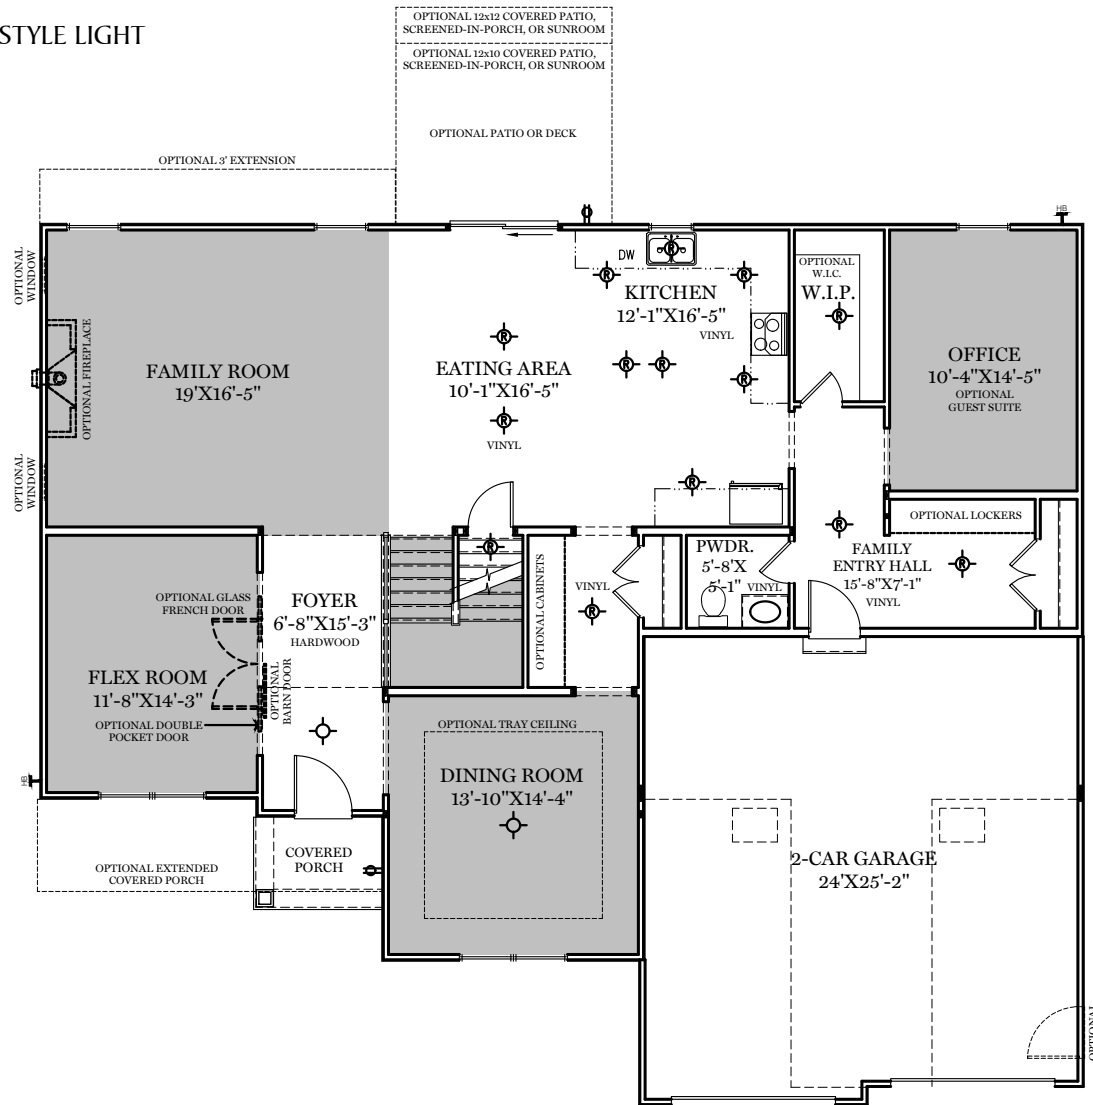 STYLE LIGHT
OPTIONAL 12x12 COVERED PATIO,
SCREENED-IN-PORCH, OR SUNROOM
OPTIONAL 12x10 COVERED PATIO,
SCREENED-IN-PORCH, OR SUNROOM
OPTIONAL PATIO OR DECK
OPTIONAL 3' EXTENSION
HB
OPTIONAL
WINDOW
OPTIONAL FIREPLACE
OPTIONAL
WINDOW
FAMILY ROOM
19'X16'-5"
EATING AREA
10'-1"X16'-5"
VINYL
DW
R
R
R
KITCHEN
12'-1"X16'-5"
VINYL
R
R
R
R
R
R
OPTIONAL
W.I.C.
W.I.P.
R
OFFICE
10'-4"X14'-5"
OPTIONAL
GUEST SUITE
OPTIONAL LOCKERS
R
R
FAMILY
ENTRY HALL
15'-8"X7'-1"
VINYL
PWDR.
5'-8"X
5'-1"
VINYL
R
OPTIONAL CABINETS
VINYL
R
FOYER
6'-8"X15'-3"
HARDWOOD
OPTIONAL GLASS
FRENCH DOOR
FLEX ROOM
11'-8"X14'-3"
OPTIONAL DOUBLE
POCKET DOOR
OPTIONAL
BARN DOOR
HB
OPTIONAL TRAY CEILING
DINING ROOM
13'-10"X14'-4"
COVERED
PORCH
OPTIONAL EXTENDED
COVERED PORCH
2-CAR GARAGE
24'X25'-2"
OPTIONAL